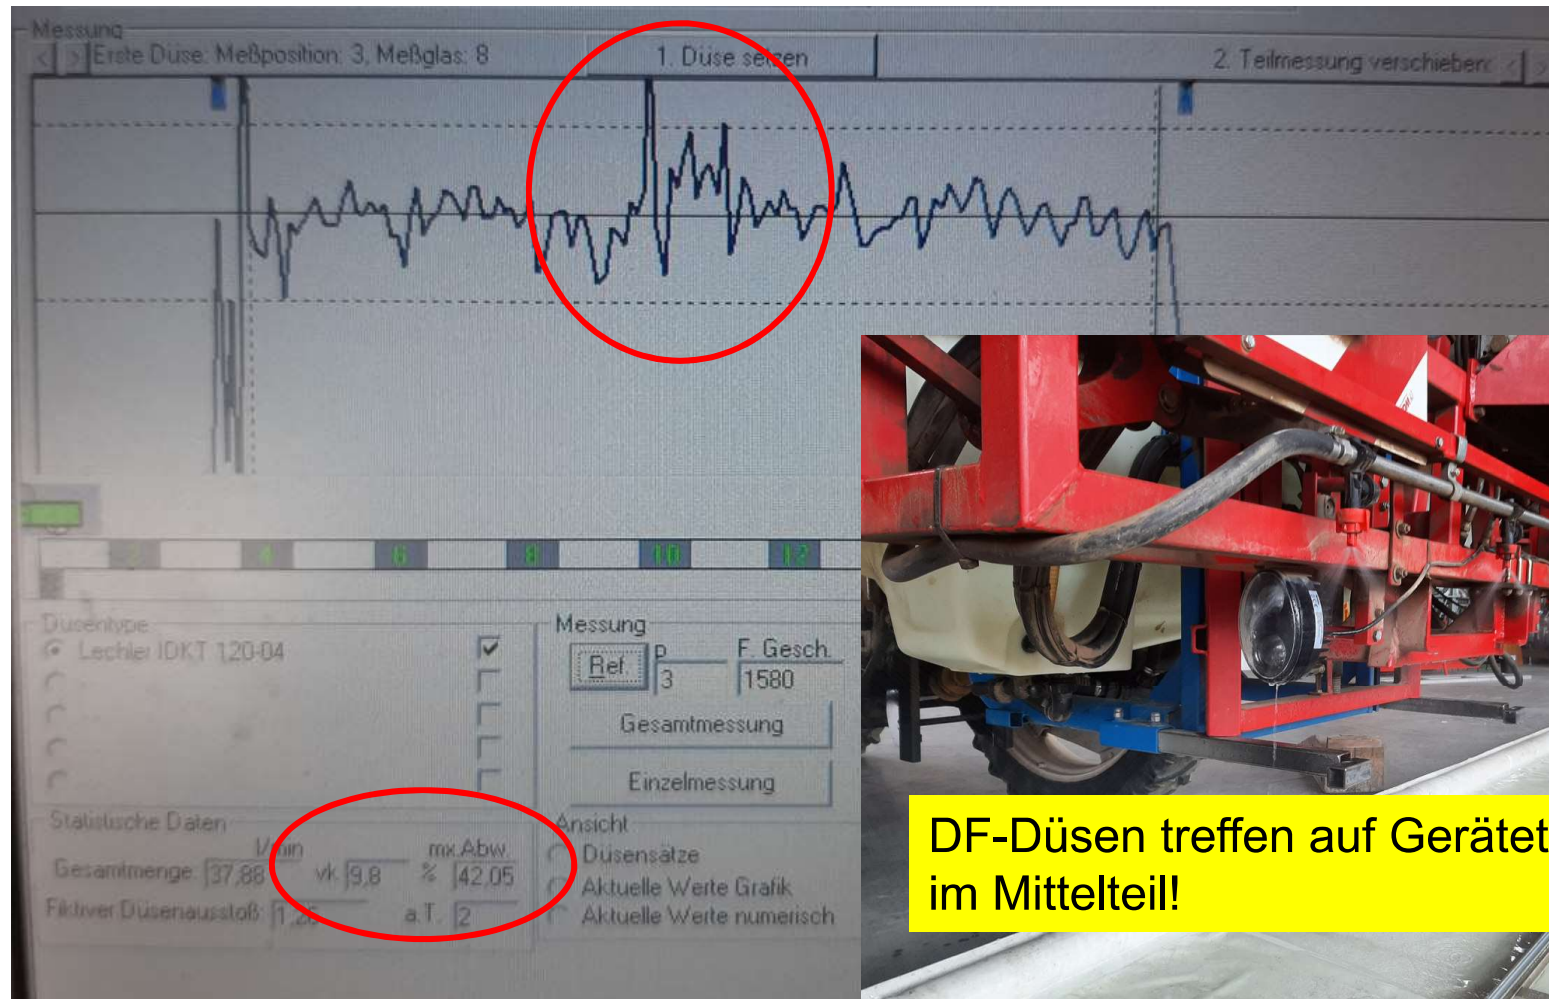 Messung
< > Erste Düse: Meßposition: 3, Meßglas: 8
1. Düse setzen
2. Teilmessung verschieben: < >
2 4 6 8 10 12
Düsentype
Lechler IDKT 120-04
Messung
Ref.
p
3
F. Gesch.
1580
Gesamtmessung
Einzelmessung
Statistische Daten
l/min
mx.Abw.
Gesamtmenge: 37,88 vk. 9,8 % 42,05
Fiktiver Düsenausstoß: a.T. 2
Ansicht
Düsensätze
Aktuelle Werte Grafik
Aktuelle Werte numerisch
DF-Düsen treffen auf Gerätet
im Mittelteil!